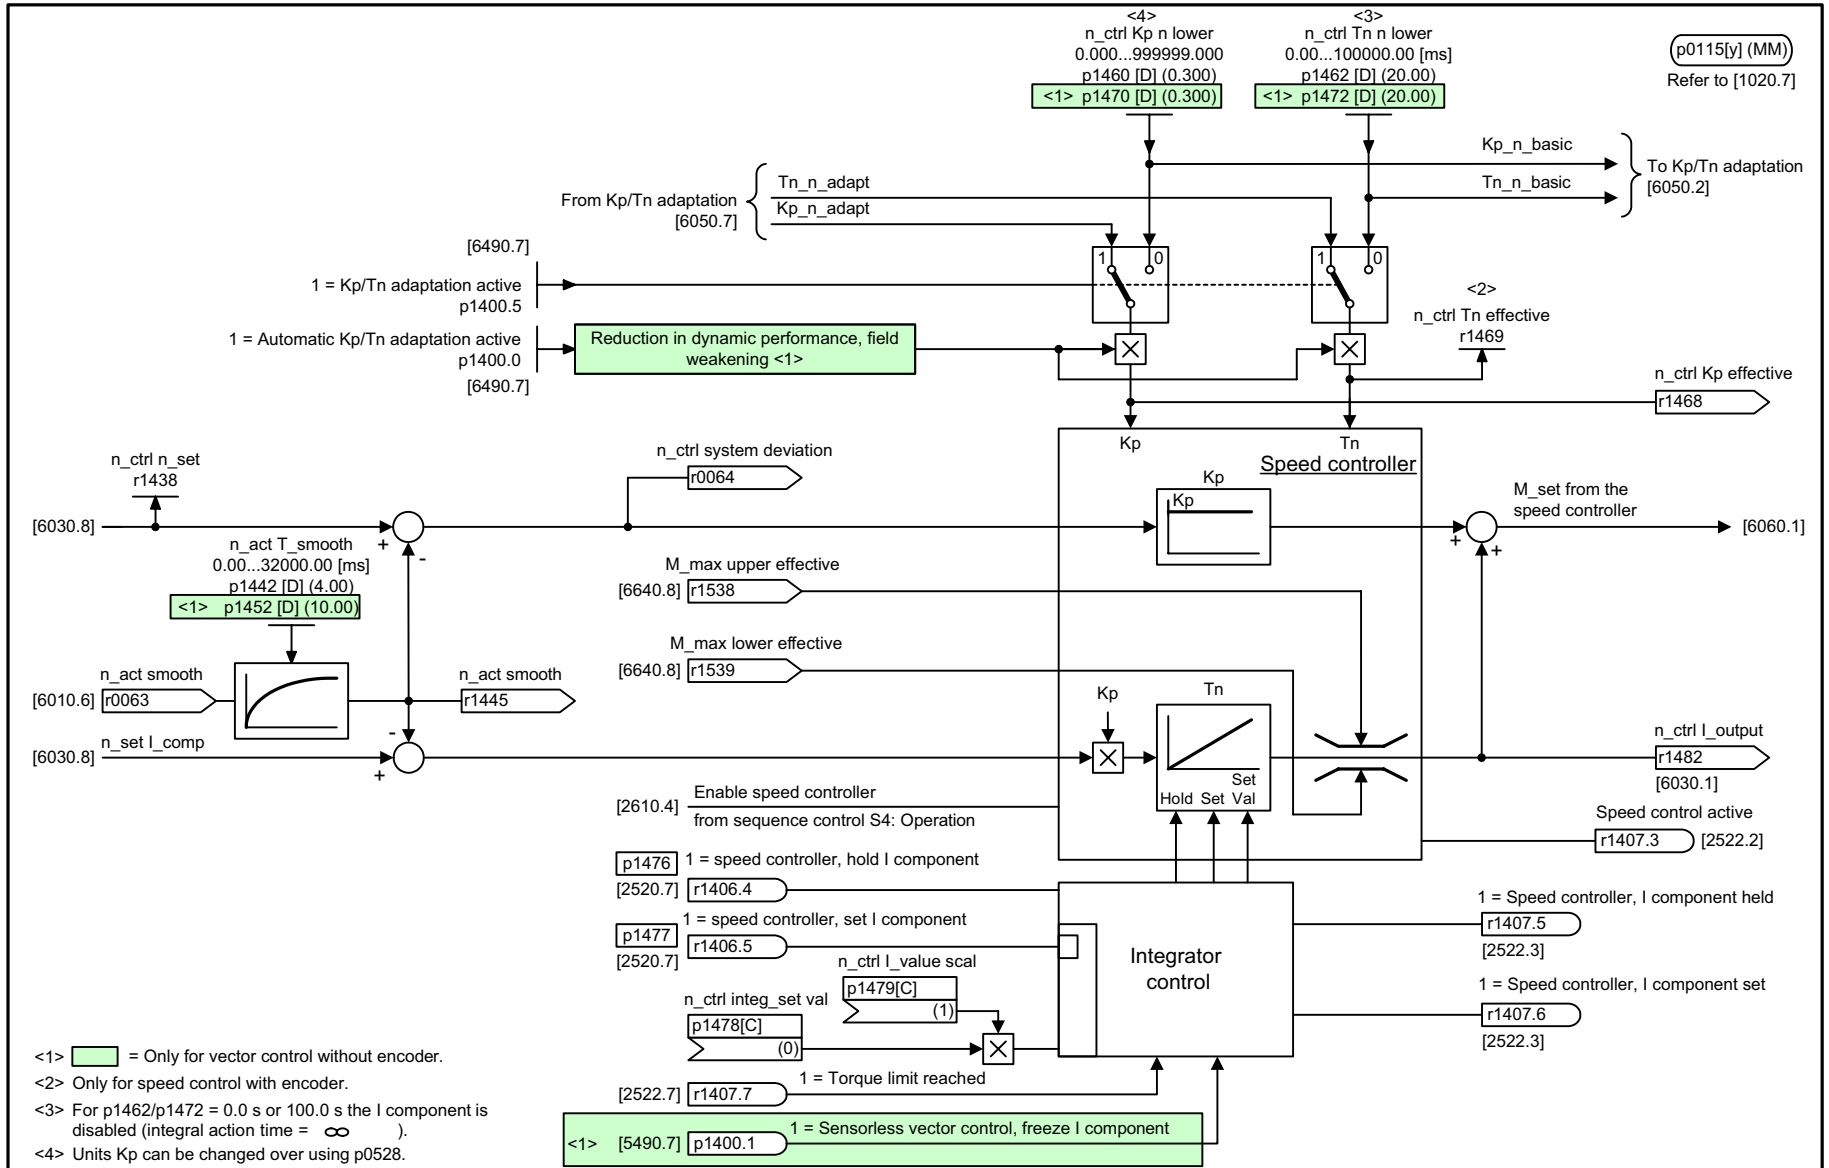 <4>
n_ctrl Kp n lower
0.000...999999.000
p1460 [D] (0.300)
<1> p1470 [D] (0.300)
<3>
n_ctrl Tn n lower
0.00...100000.00 [ms]
p1462 [D] (20.00)
<1> p1472 [D] (20.00)
p0115[y] (MM)
Refer to [1020.7]
Kp_n_basic
Tn_n_basic
To Kp/Tn adaptation
[6050.2]
From Kp/Tn adaptation
[6050.7]
Tn_n_adapt
Kp_n_adapt
[6490.7]
1 = Kp/Tn adaptation active
p1400.5
1 0
1 0
1 = Automatic Kp/Tn adaptation active
p1400.0
[6490.7]
Reduction in dynamic performance, field
weakening <1>
<2>
n_ctrl Tn effective
r1469
n_ctrl Kp effective
r1468
Kp
Tn
Speed controller
n_ctrl n_set
r1438
[6030.8]
+
-
n_ctrl system deviation
r0064
Kp
Kp
M_set from the
speed controller
+
+
[6060.1]
n_act T_smooth
0.00...32000.00 [ms]
p1442 [D] (4.00)
<1> p1452 [D] (10.00)
M_max upper effective
[6640.8] r1538
M_max lower effective
[6640.8] r1539
n_act smooth
[6010.6] r0063
n_act smooth
r1445
n_set I_comp
[6030.8]
-
+
Kp
Tn
Set
Hold Set Val
n_ctrl I_output
r1482
[6030.1]
[2610.4] Enable speed controller
from sequence control S4: Operation
Speed control active
r1407.3 [2522.2]
p1476 1 = speed controller, hold I component
[2520.7] r1406.4
p1477 1 = speed controller, set I component
r1406.5
[2520.7]
Integrator
control
1 = Speed controller, I component held
r1407.5
[2522.3]
1 = Speed controller, I component set
r1407.6
[2522.3]
n_ctrl I_value scal
p1479[C]
(1)
n_ctrl integ_set val
p1478[C]
(0)
1 = Torque limit reached
[2522.7] r1407.7
<1> [5490.7] p1400.1 1 = Sensorless vector control, freeze I component
<1> = Only for vector control without encoder.
<2> Only for speed control with encoder.
<3> For p1462/p1472 = 0.0 s or 100.0 s the I component is
disabled (integral action time = ∞ ).
<4> Units Kp can be changed over using p0528.